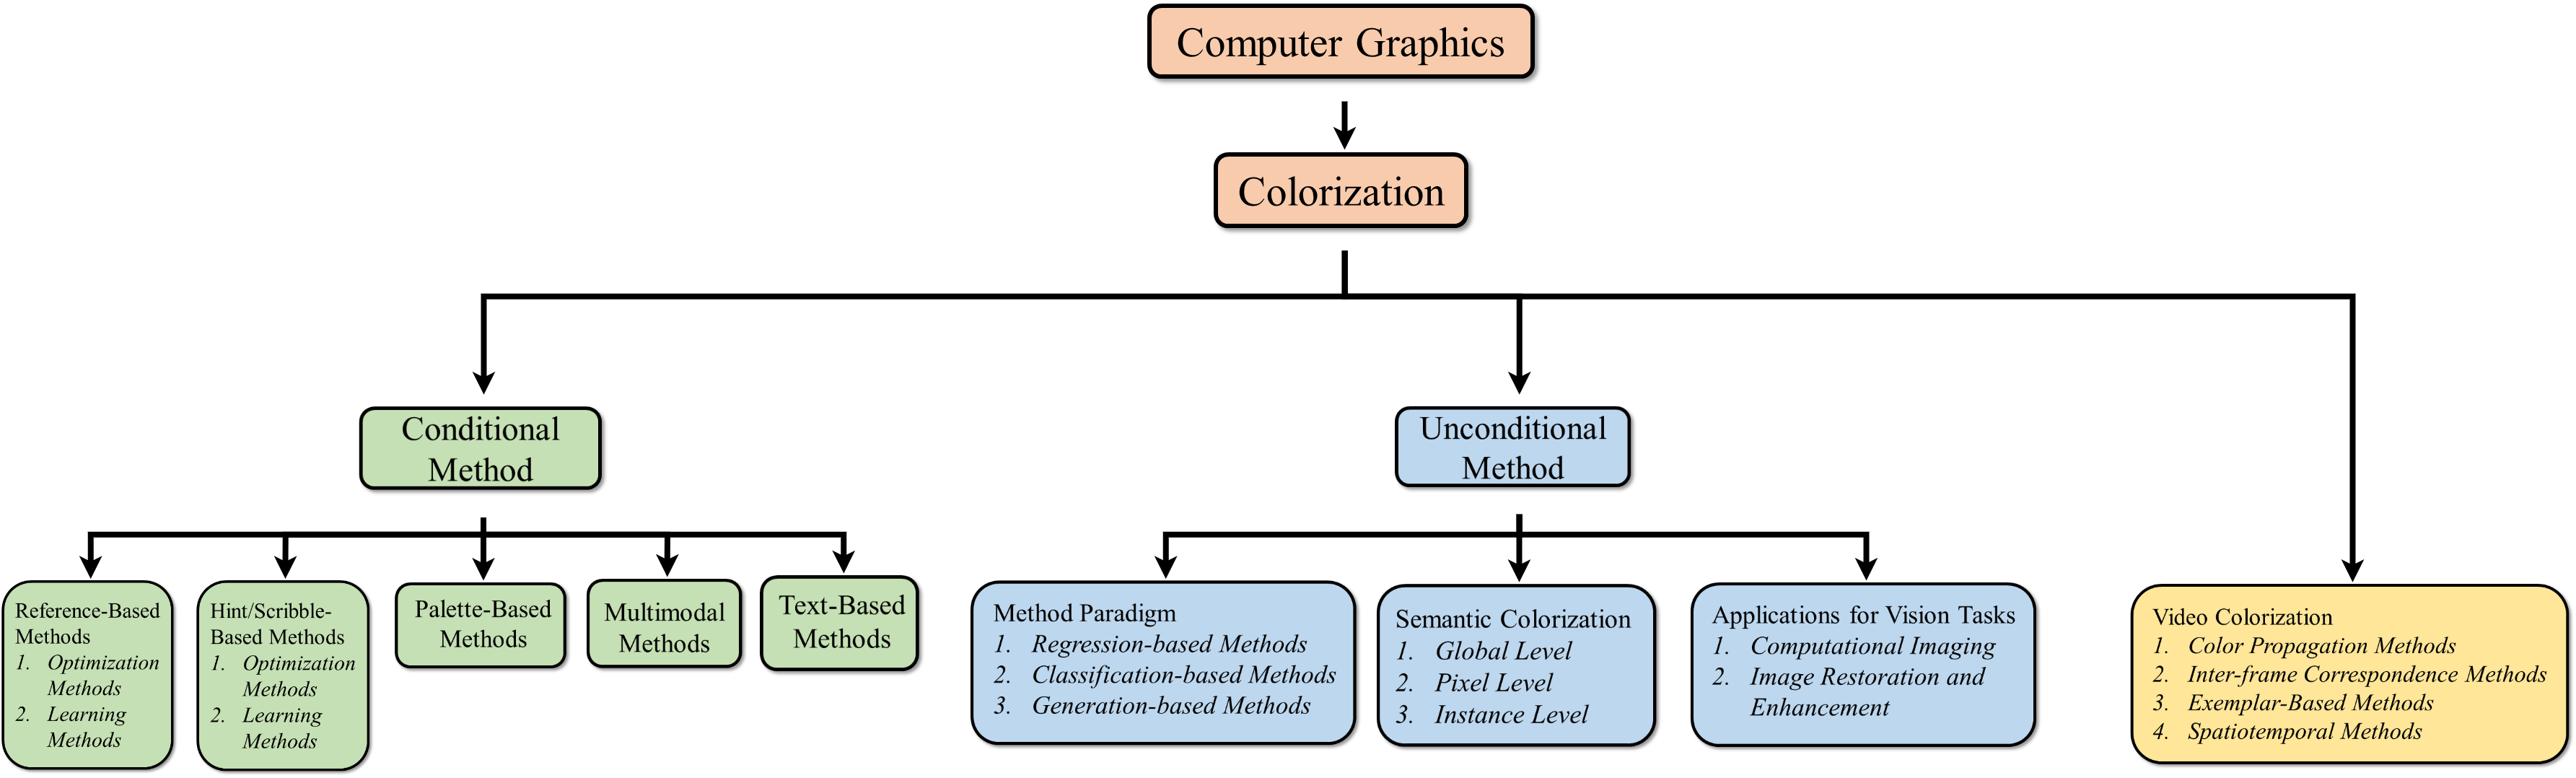 Computer Graphics
Colorization
Conditional
Method
Unconditional
Method
Reference-Based
Methods
1. Optimization
Methods
2. Learning
Methods
Hint/Scribble-
Based Methods
1. Optimization
Methods
2. Learning
Methods
Palette-Based
Methods
Multimodal
Methods
Text-Based
Methods
Method Paradigm
1. Regression-based Methods
2. Classification-based Methods
3. Generation-based Methods
Semantic Colorization
1. Global Level
2. Pixel Level
3. Instance Level
Applications for Vision Tasks
1. Computational Imaging
2. Image Restoration and
Enhancement
Video Colorization
1. Color Propagation Methods
2. Inter-frame Correspondence Methods
3. Exemplar-Based Methods
4. Spatiotemporal Methods